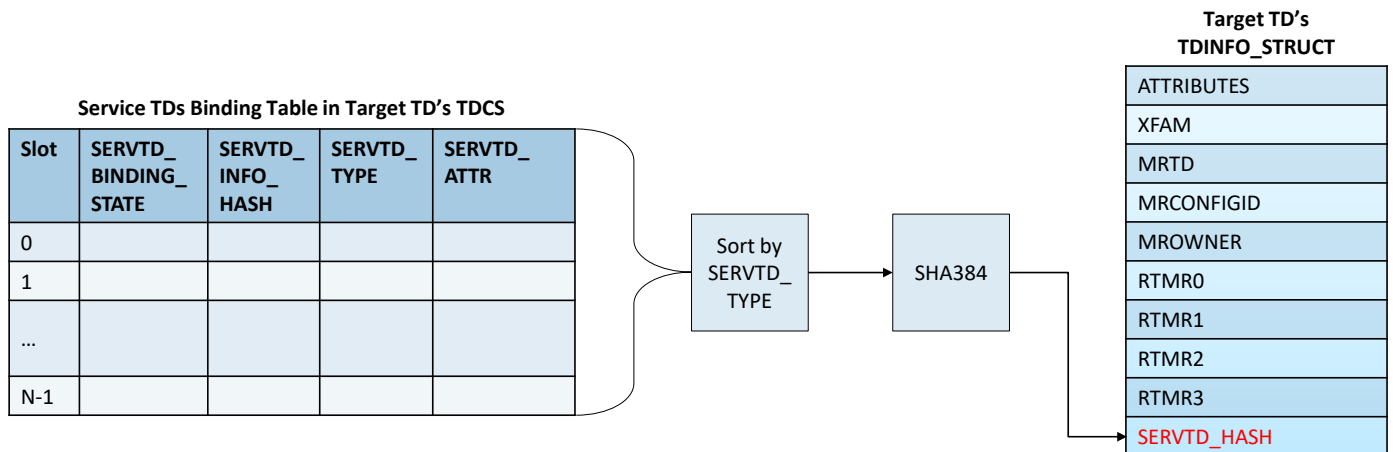 Target TD's
TDINFO_STRUCT
Service TDs Binding Table in Target TD's TDCS
Slot
SERVTD_
BINDING_
STATE
SERVTD_
INFO_
HASH
SERVTD_
TYPE
SERVTD_
ATTR
0
1
...
N-1
Sort by
SERVTD_
TYPE
SHA384
ATTRIBUTES
XFAM
MRTD
MRCONFIGID
MROWNER
RTMR0
RTMR1
RTMR2
RTMR3
SERVTD_HASH